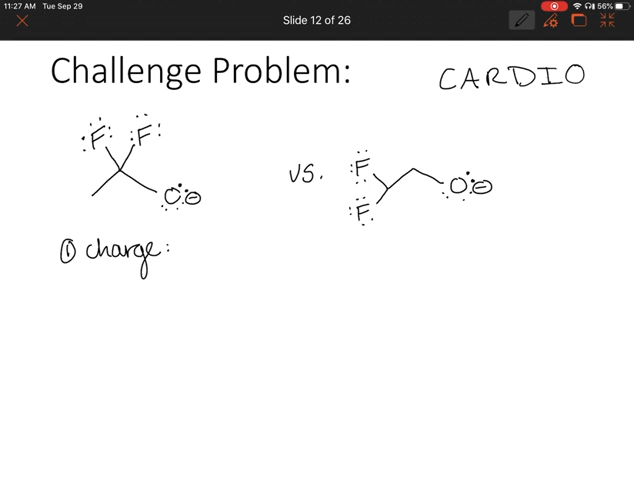 11:27 AM Tue Sep 29
56%
Slide 12 of 26
Challenge Problem:
CARDIO
F F
O⊖
vs.
F
F
O⊖
① charge: